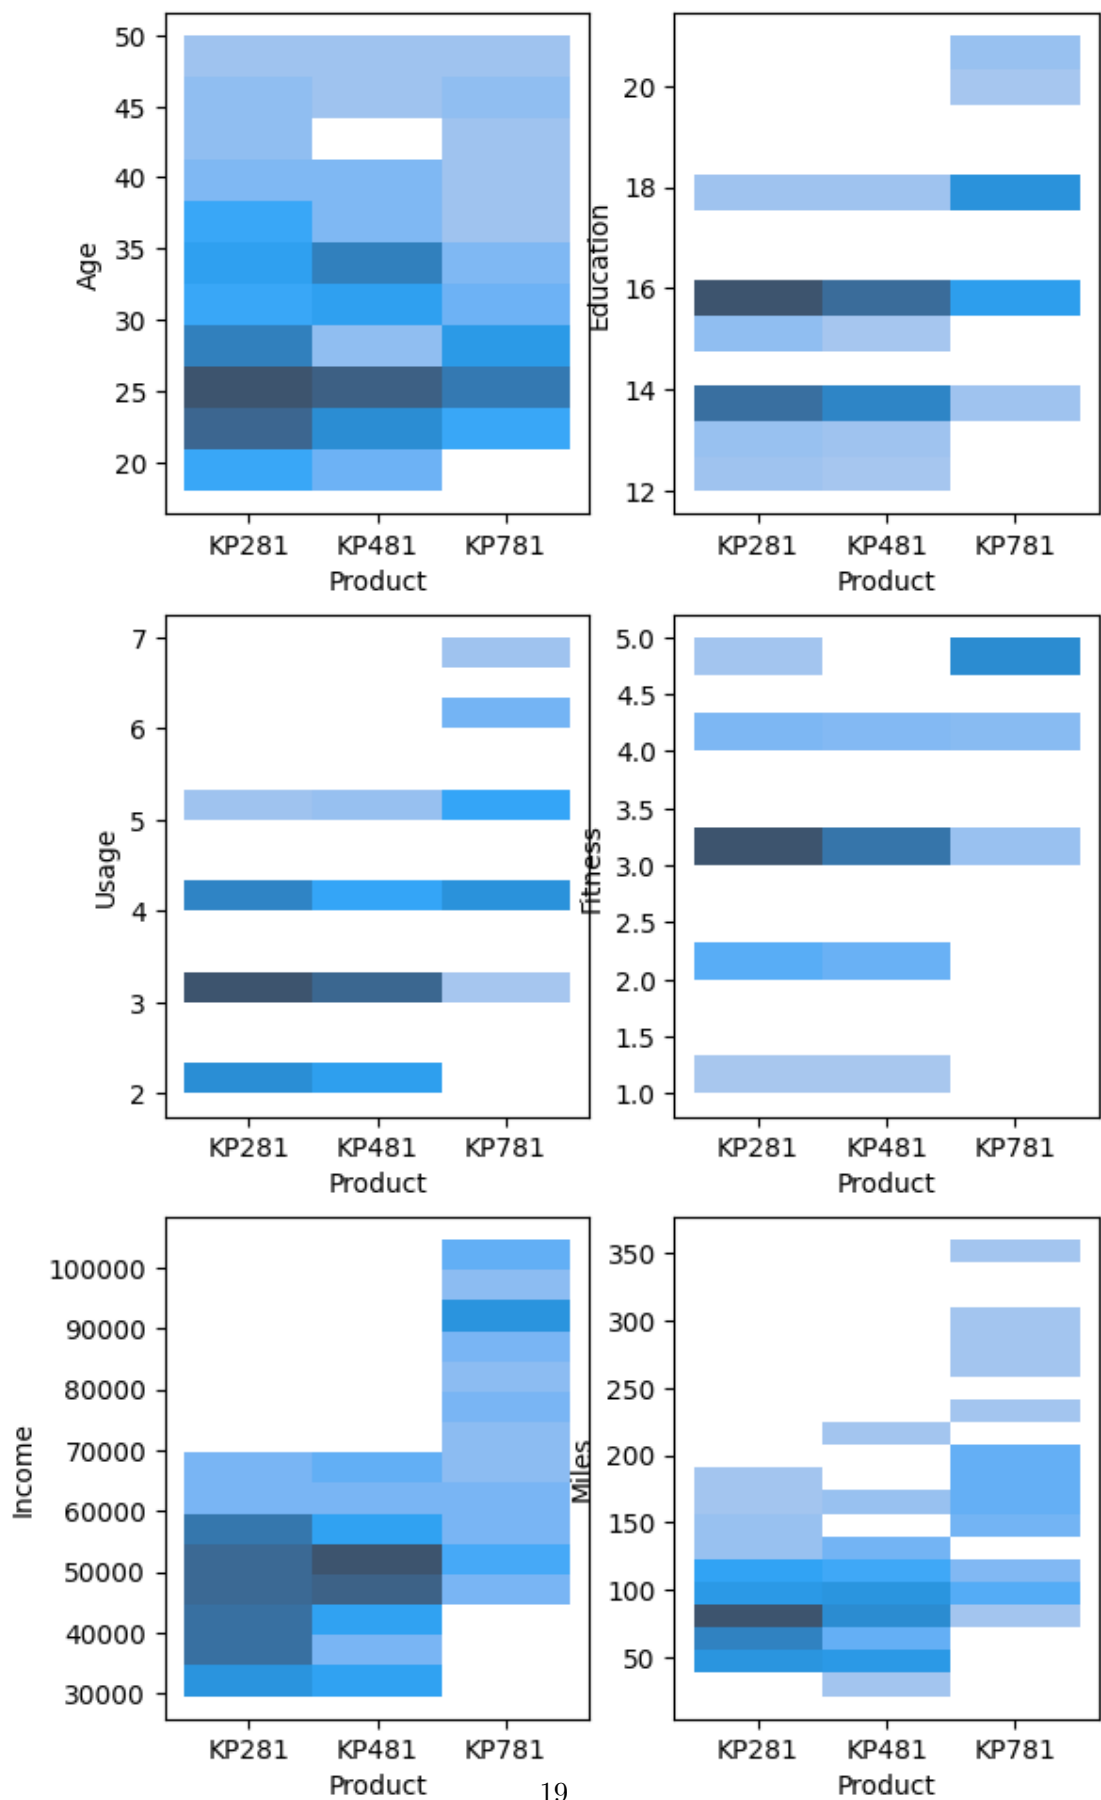 50
45
40
35
30
25
20
Age
KP281 KP481 KP781
Product
20
18
16
14
12
Education
KP281 KP481 KP781
Product
7
6
5
4
3
2
Usage
KP281 KP481 KP781
Product
5.0
4.5
4.0
3.5
3.0
2.5
2.0
1.5
1.0
Fitness
KP281 KP481 KP781
Product
100000
90000
80000
70000
60000
50000
40000
30000
Income
KP281 KP481 KP781
Product
350
300
250
200
150
100
50
Miles
KP281 KP481 KP781
Product
19